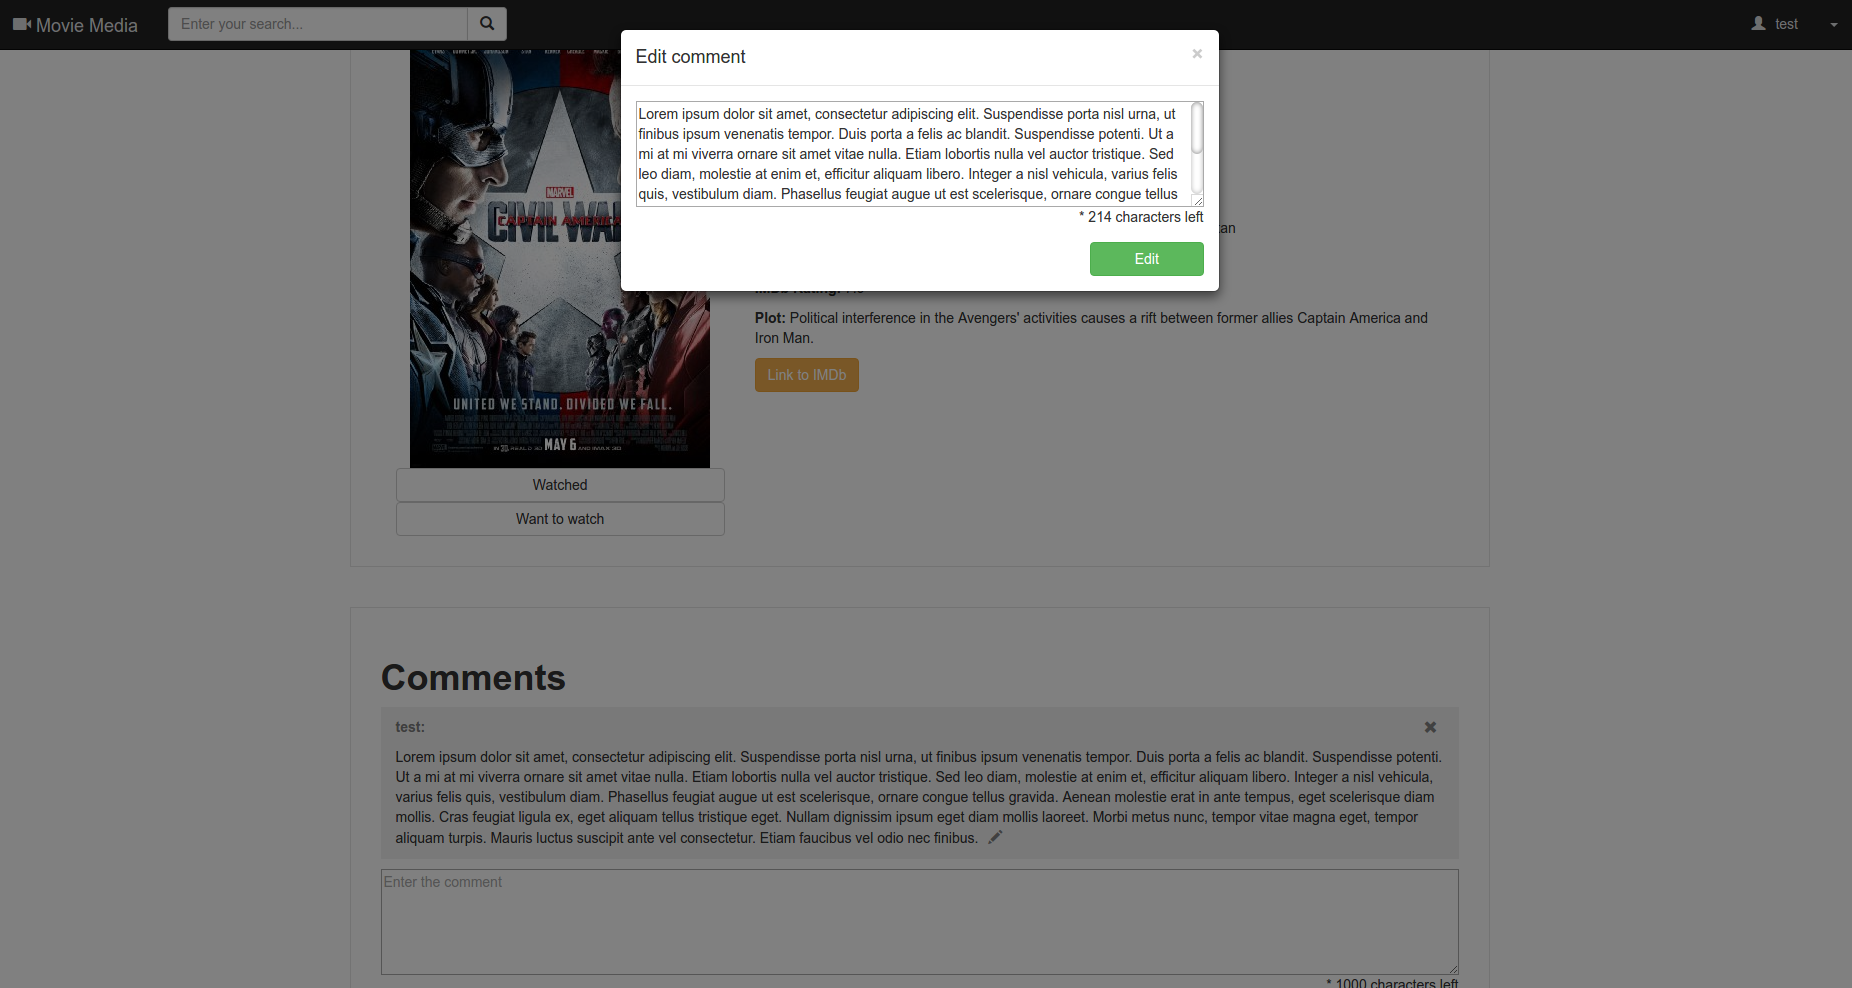 Movie Media
Enter your search...
test
Edit comment
×
Lorem ipsum dolor sit amet, consectetur adipiscing elit. Suspendisse porta nisl urna, ut
finibus ipsum venenatis tempor. Duis porta a felis ac blandit. Suspendisse potenti. Ut a
mi at mi viverra ornare sit amet vitae nulla. Etiam lobortis nulla vel auctor tristique. Sed
leo diam, molestie at enim et, efficitur aliquam libero. Integer a nisl vehicula, varius felis
quis, vestibulum diam. Phasellus feugiat augue ut est scelerisque, ornare congue tellus
* 214 characters left
Edit
MARVEL
CAPTAIN AMERICA
CIVIL WA
tan
Plot: Political interference in the Avengers' activities causes a rift between former allies Captain America and
Iron Man.
Link to IMDb
UNITED WE STAND. DIVIDED WE FALL.
MAY 6
Watched
Want to watch
Comments
test:
Lorem ipsum dolor sit amet, consectetur adipiscing elit. Suspendisse porta nisl urna, ut finibus ipsum venenatis tempor. Duis porta a felis ac blandit. Suspendisse potenti.
Ut a mi at mi viverra ornare sit amet vitae nulla. Etiam lobortis nulla vel auctor tristique. Sed leo diam, molestie at enim et, efficitur aliquam libero. Integer a nisl vehicula,
varius felis quis, vestibulum diam. Phasellus feugiat augue ut est scelerisque, ornare congue tellus gravida. Aenean molestie erat in ante tempus, eget scelerisque diam
mollis. Cras feugiat ligula ex, eget aliquam tellus tristique eget. Nullam dignissim ipsum eget diam mollis laoreet. Morbi metus nunc, tempor vitae magna eget, tempor
aliquam turpis. Mauris luctus suscipit ante vel consectetur. Etiam faucibus vel odio nec finibus.
Enter the comment
* 1000 characters left